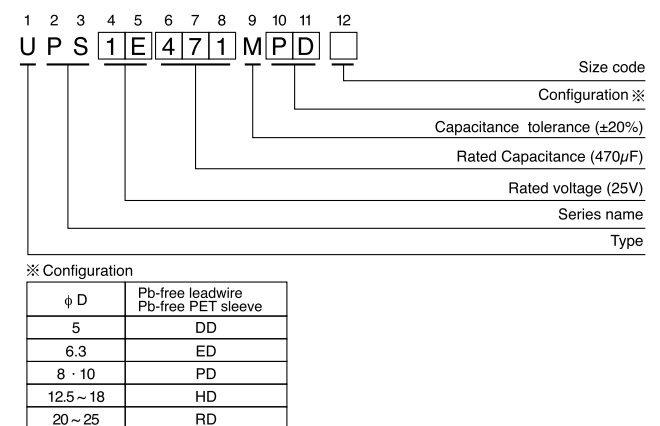 1 2 3 4 5 6 7 8 9 10 11 12
U P S 1 E 4 7 1 M P D
Size code
Configuration ※
Capacitance tolerance (±20%)
Rated Capacitance (470µF)
Rated voltage (25V)
Series name
Type
※ Configuration
ϕ D Pb-free leadwire
Pb-free PET sleeve
5 DD
6.3 ED
8 · 10 PD
12.5 ~ 18 HD
20 ~ 25 RD